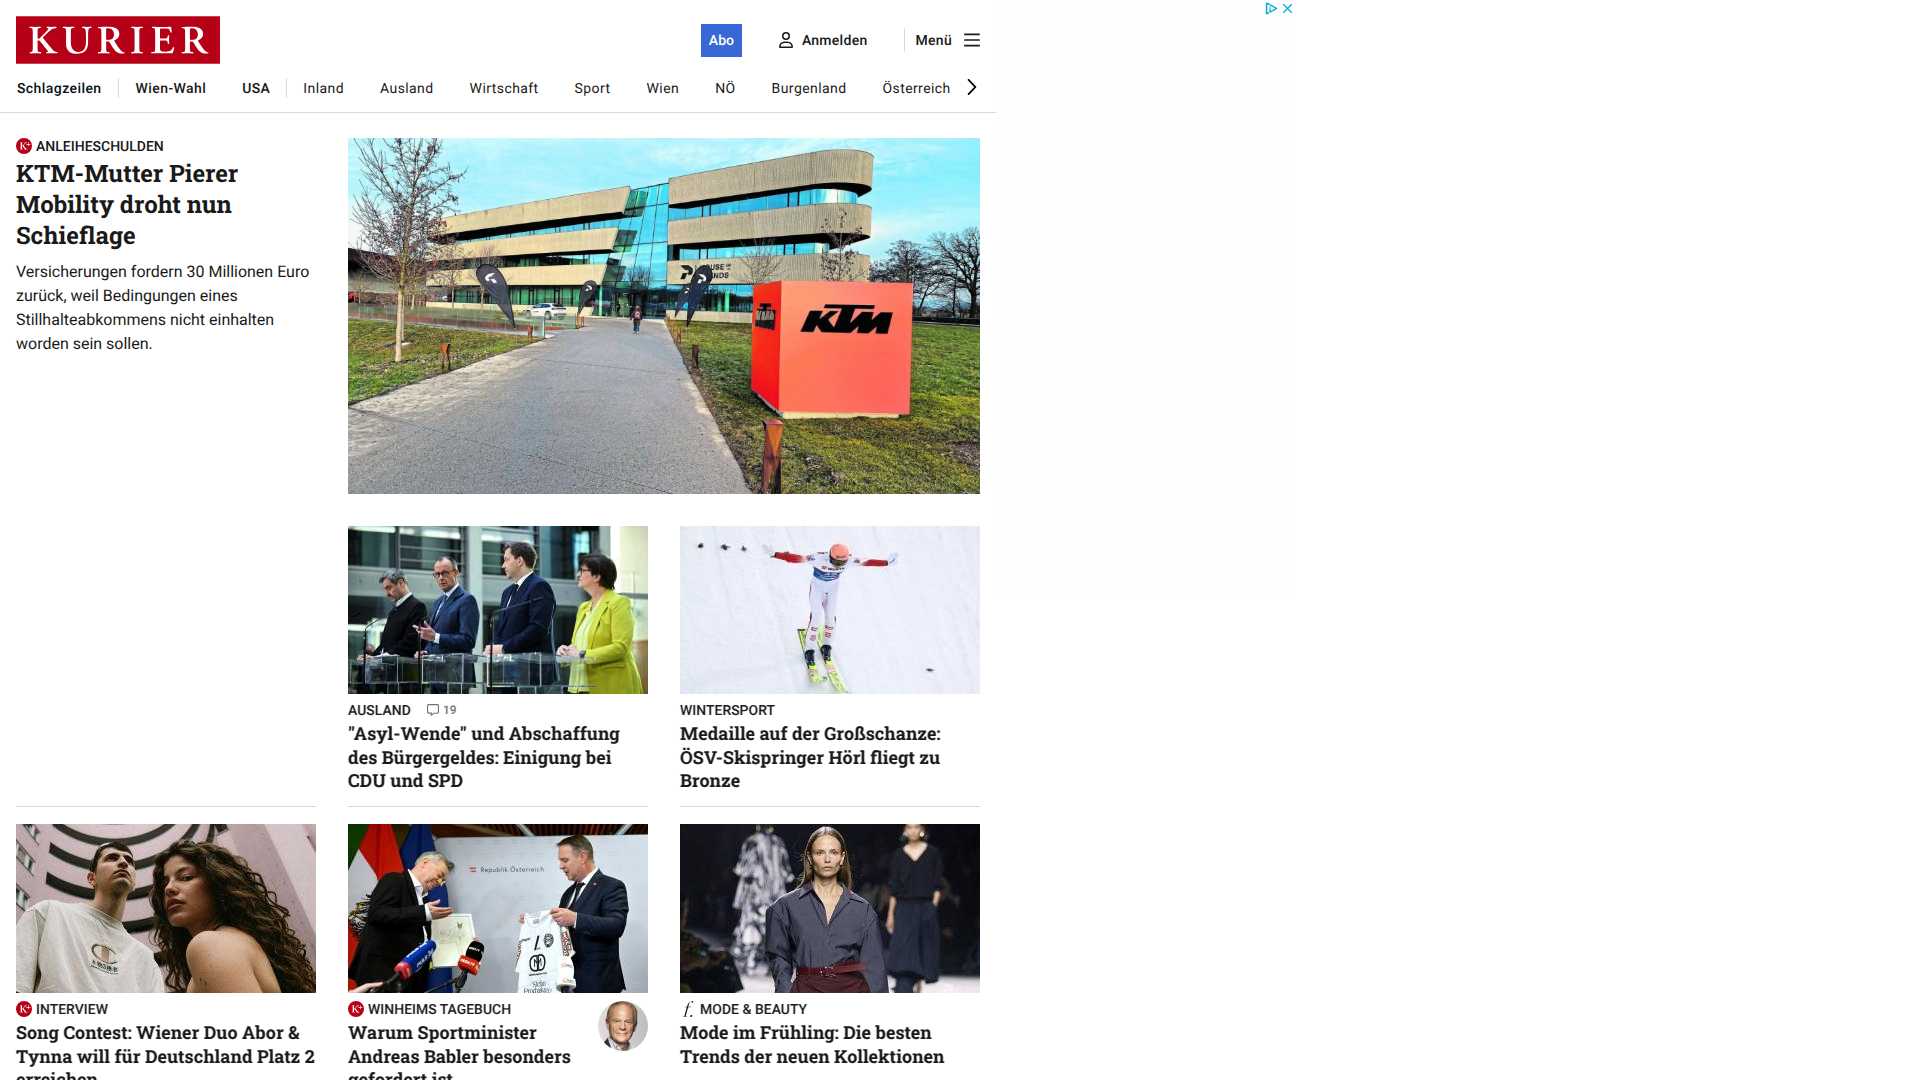 KURIER
Abo
Anmelden
Menü
Schlagzeilen
Wien-Wahl
USA
Inland
Ausland
Wirtschaft
Sport
Wien
NÖ
Burgenland
Österreich
K+ ANLEIHESCHULDEN
KTM-Mutter Pierer
Mobility droht nun
Schieflage
Versicherungen fordern 30 Millionen Euro
zurück, weil Bedingungen eines
Stillhalteabkommens nicht einhalten
worden sein sollen.
KTM
AUSLAND 19
"Asyl-Wende" und Abschaffung
des Bürgergeldes: Einigung bei
CDU und SPD
WINTERSPORT
Medaille auf der Großschanze:
ÖSV-Skispringer Hörl fliegt zu
Bronze
Republik Österreich
K+ INTERVIEW
Song Contest: Wiener Duo Abor &
Tynna will für Deutschland Platz 2
erreichen
K+ WINHEIMS TAGEBUCH
Warum Sportminister
Andreas Babler besonders
gefordert ist
f. MODE & BEAUTY
Mode im Frühling: Die besten
Trends der neuen Kollektionen